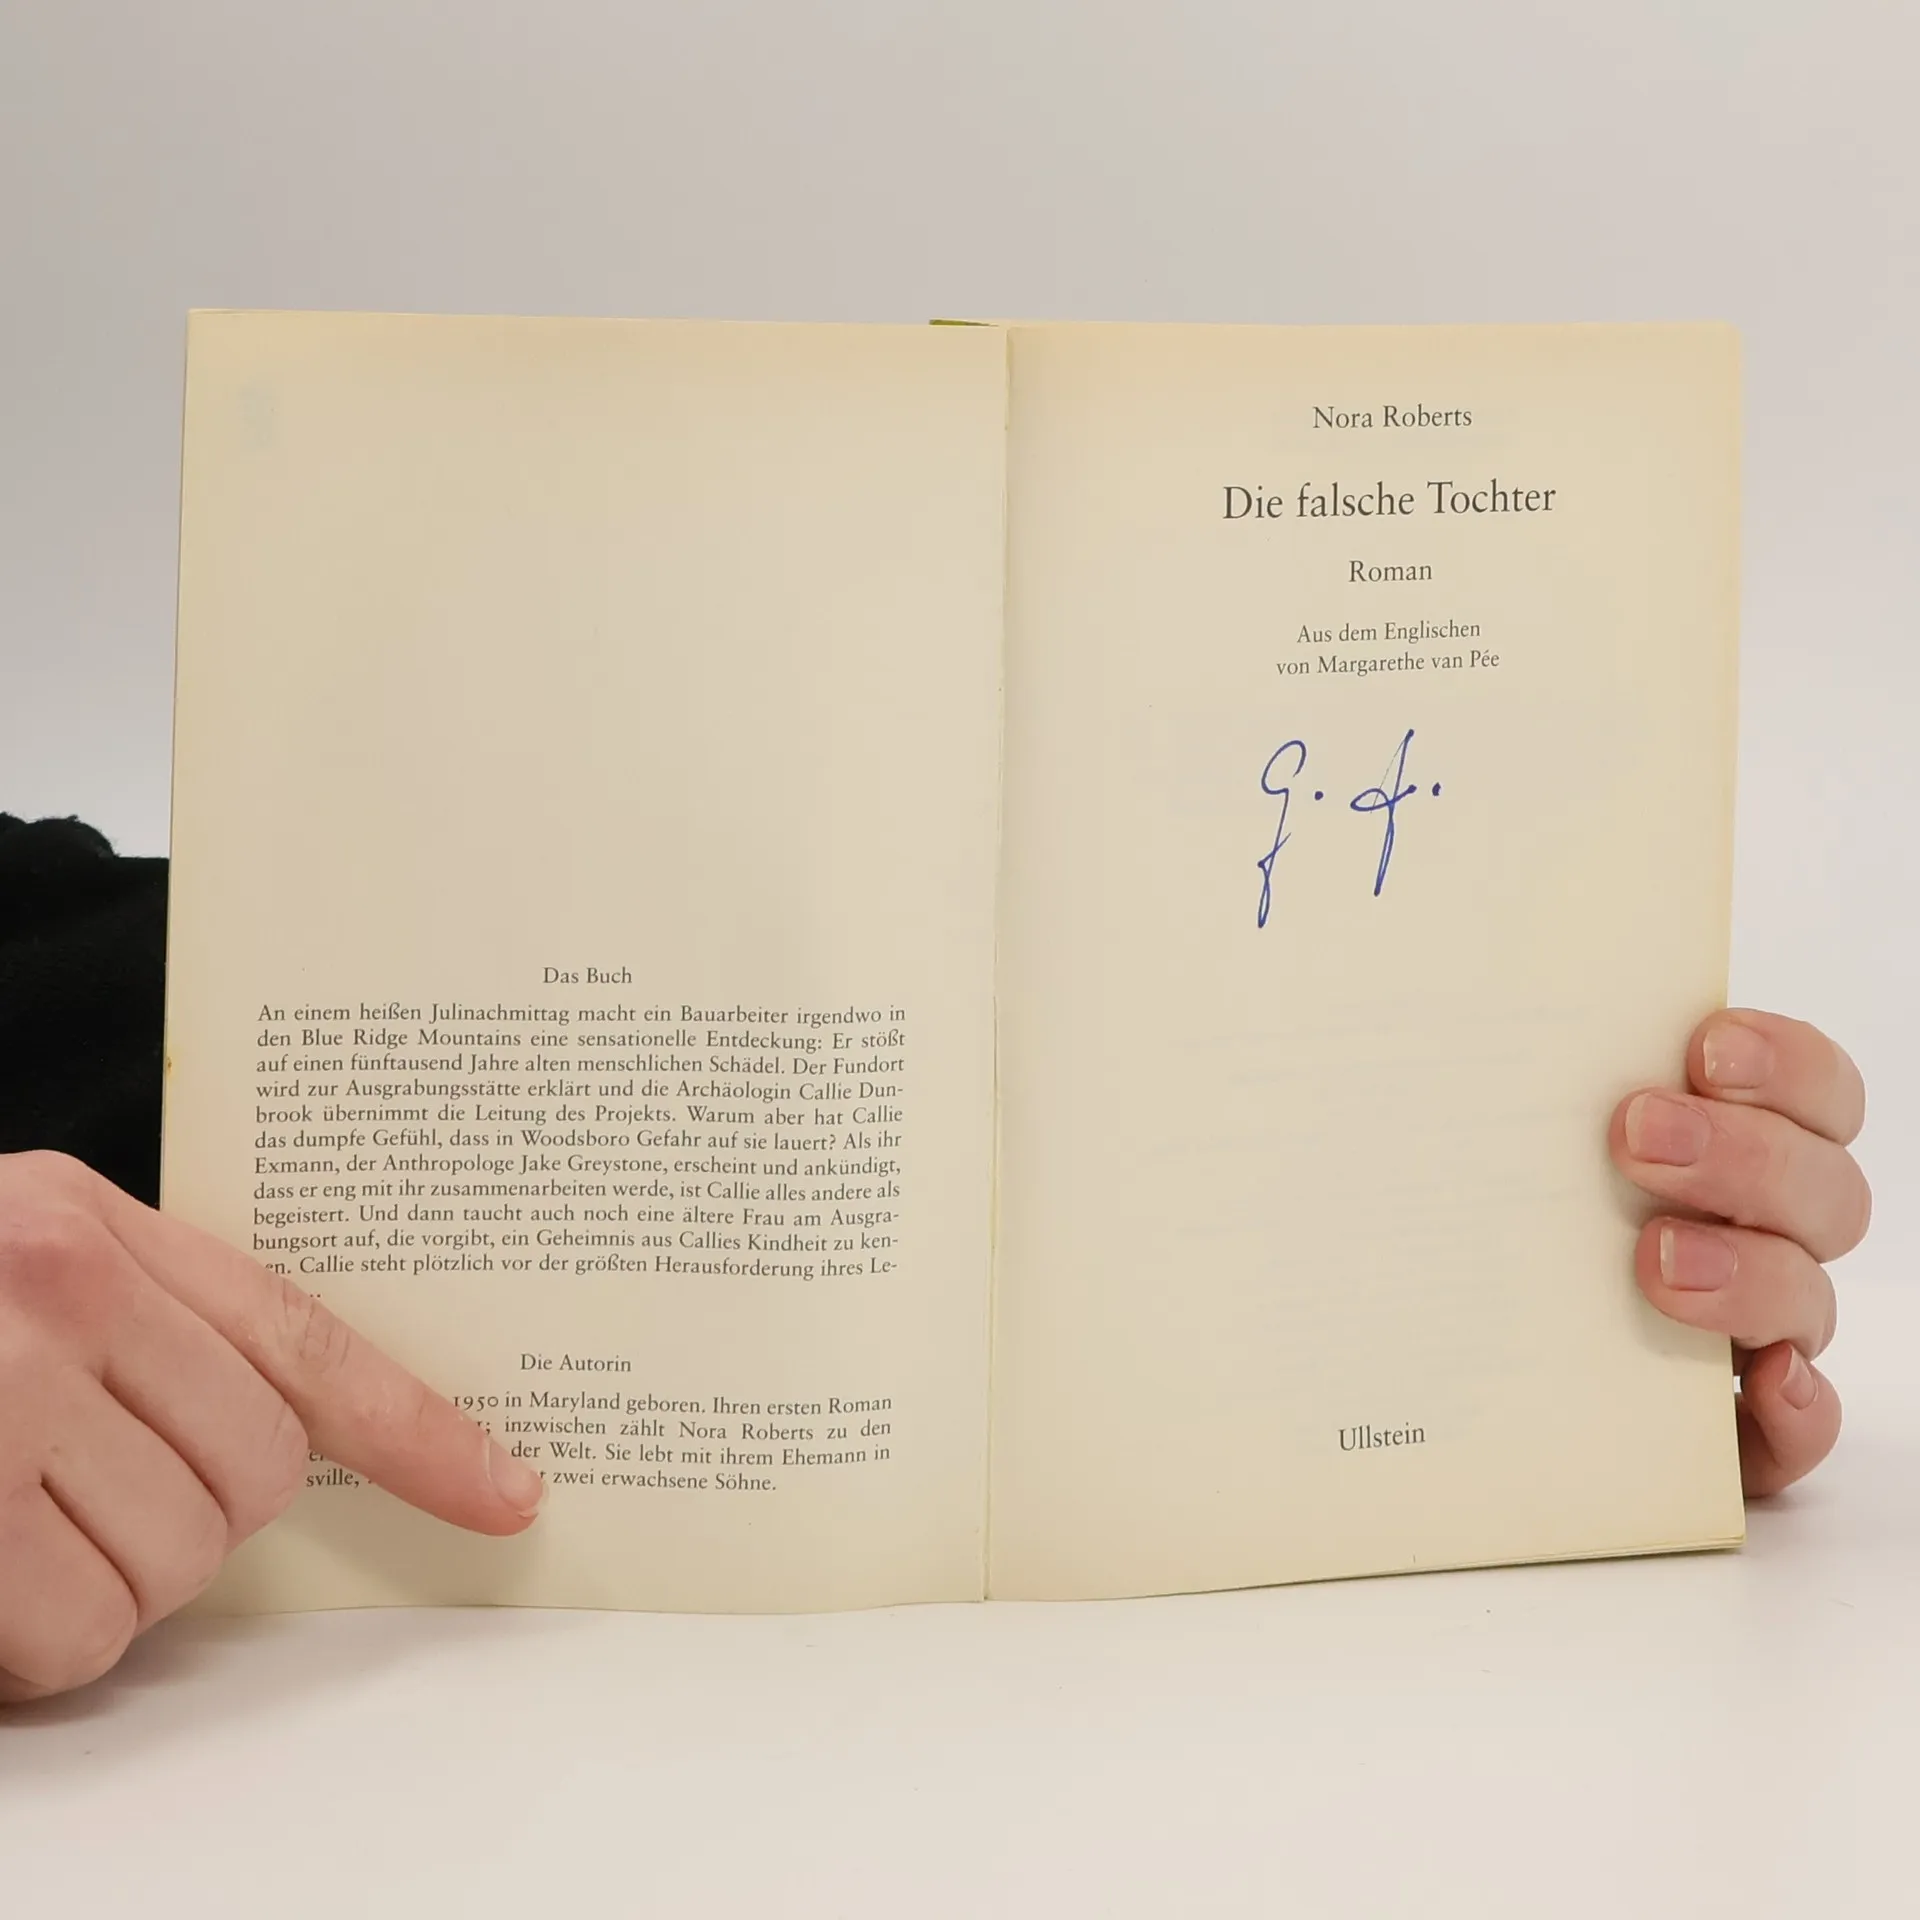 Das Buch
An einem heißen Julinachmittag macht ein Bauarbeiter irgendwo in
den Blue Ridge Mountains eine sensationelle Entdeckung: Er stößt
auf einen fünftausend Jahre alten menschlichen Schädel. Der Fundort
wird zur Ausgrabungsstätte erklärt und die Archäologin Callie Dun-
brook übernimmt die Leitung des Projekts. Warum aber hat Callie
das dumpfe Gefühl, dass in Woodsboro Gefahr auf sie lauert? Als ihr
Exmann, der Anthropologe Jake Greystone, erscheint und ankündigt,
dass er eng mit ihr zusammenarbeiten werde, ist Callie alles andere als
begeistert. Und dann taucht auch noch eine ältere Frau am Ausgra-
bungsort auf, die vorgibt, ein Geheimnis aus Callies Kindheit zu ken-
en. Callie steht plötzlich vor der größten Herausforderung ihres Le-
Die Autorin
1950 in Maryland geboren. Ihren ersten Roman
inzwischen zählt Nora Roberts zu den
der Welt. Sie lebt mit ihrem Ehemann in
sville, zwei erwachsene Söhne.
Nora Roberts
Die falsche Tochter
Roman
Aus dem Englischen
von Margarethe van Pée
Ullstein